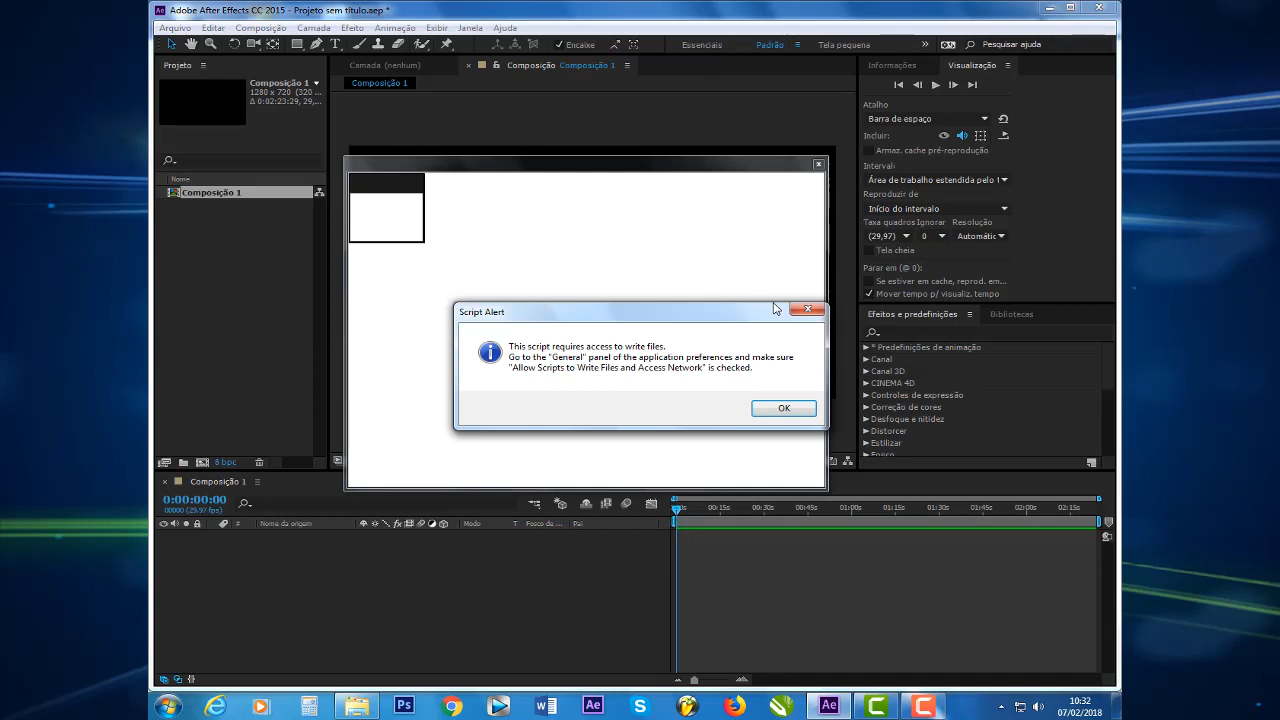 Adobe After Effects CC 2015 - Projeto sem título.aep *
Arquivo Editar Composição Camada Efeito Animação Exibir Janela Ajuda
Encaixe Essenciais Padrão Tela pequena » Pesquisar ajuda
Projeto
Composição 1
1280 x 720 (320
Δ 0:02:23:29, 29,
Nome
Composição 1
8 bpc
Camada (nenhum)
Composição Composição 1
Composição 1
Script Alert
This script requires access to write files.
Go to the "General" panel of the application preferences and make sure
"Allow Scripts to Write Files and Access Network" is checked.
OK
Informações Visualização
Atalho
Barra de espaço
Incluir:
Armaz. cache pré-reprodução
Intervalo:
Área de trabalho estendida pelo
Reproduzir de
Início do intervalo
Taxa quadros Ignorar Resolução
(29,97) 0 Automátic
Tela cheia
Parar em (@ 0):
Se estiver em cache, reprod. em...
Mover tempo p/ visualiz. tempo
Efeitos e predefinições Bibliotecas
* Predefinições de animação
Canal
Canal 3D
CINEMA 4D
Controles de expressão
Correção de cores
Desfoque e nitidez
Distorcer
Estilizar
Fosco
Composição 1
0:00:00:00
00000 (29.97 fps)
# Nome da origem Modo T Fosco de... Pai
00:15s 00:30s 00:45s 01:00s 01:15s 01:30s 01:45s 02:00s 02:15s
10:32
07/02/2018